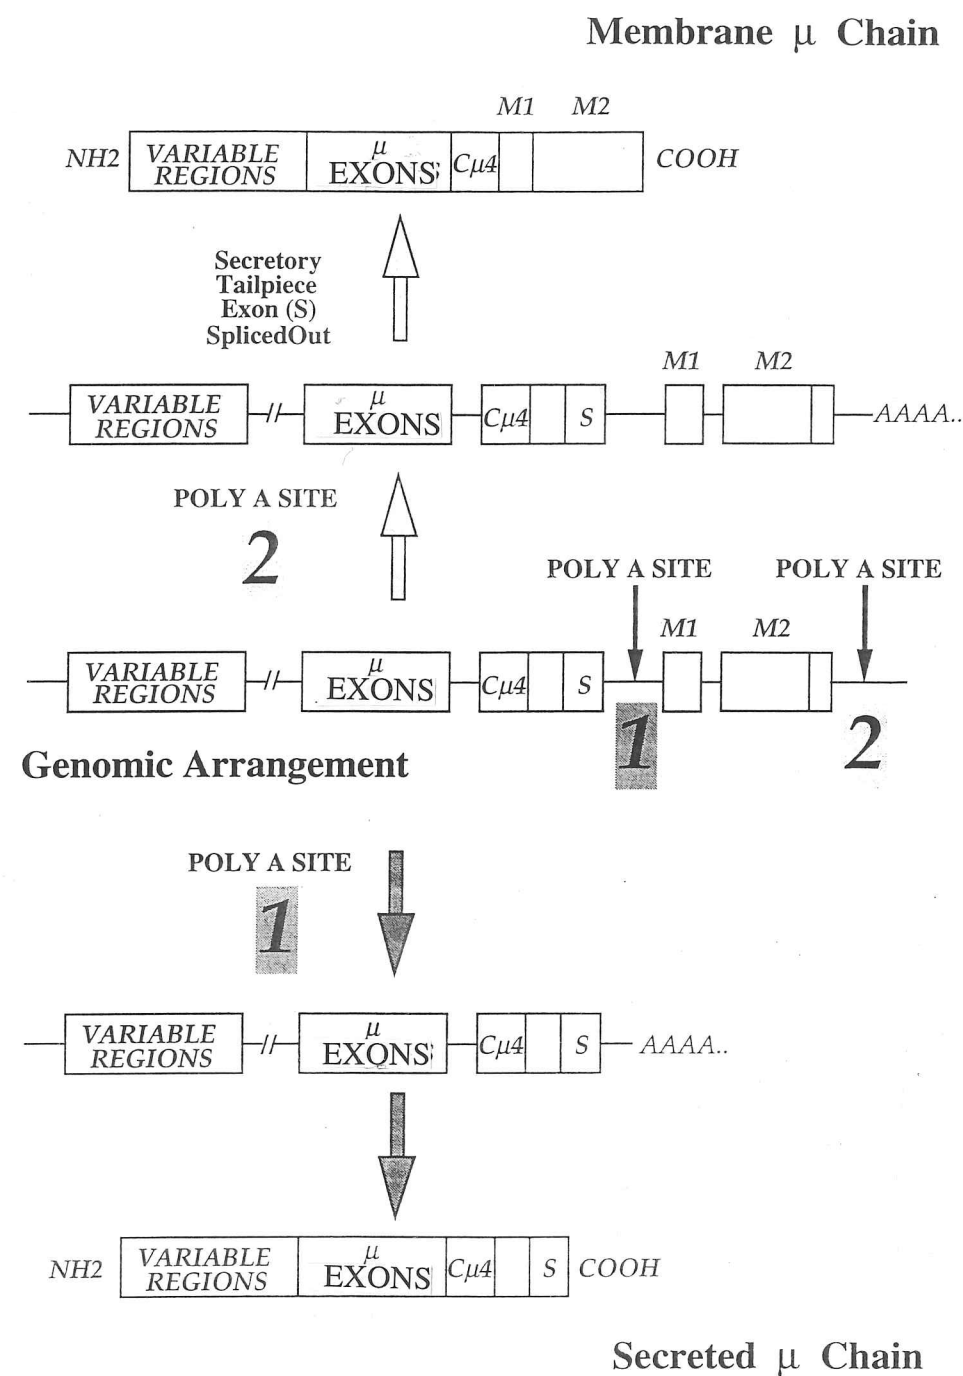 Membrane μ Chain
M1 M2
NH2 VARIABLE REGIONS μ EXONS Cμ4 COOH
Secretory
Tailpiece
Exon (S)
SplicedOut
M1 M2
VARIABLE REGIONS // μ EXONS Cμ4 S AAAA..
POLY A SITE
2
POLY A SITE POLY A SITE
M1 M2
VARIABLE REGIONS // μ EXONS Cμ4 S
1 2
Genomic Arrangement
POLY A SITE
1
VARIABLE REGIONS // μ EXONS Cμ4 S AAAA..
NH2 VARIABLE REGIONS μ EXONS Cμ4 S COOH
Secreted μ Chain